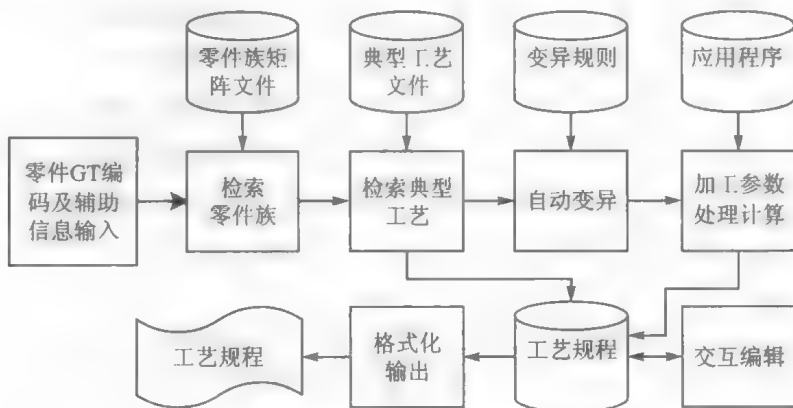 零件族矩
阵文件
典型工艺
文件
变异规则
应用程序
零件GT编
码及辅助
信息输入
检索
零件族
检索典型
工艺
自动变异
加工参数
处理计算
工艺规程
格式化
输出
工艺规程
交互编辑